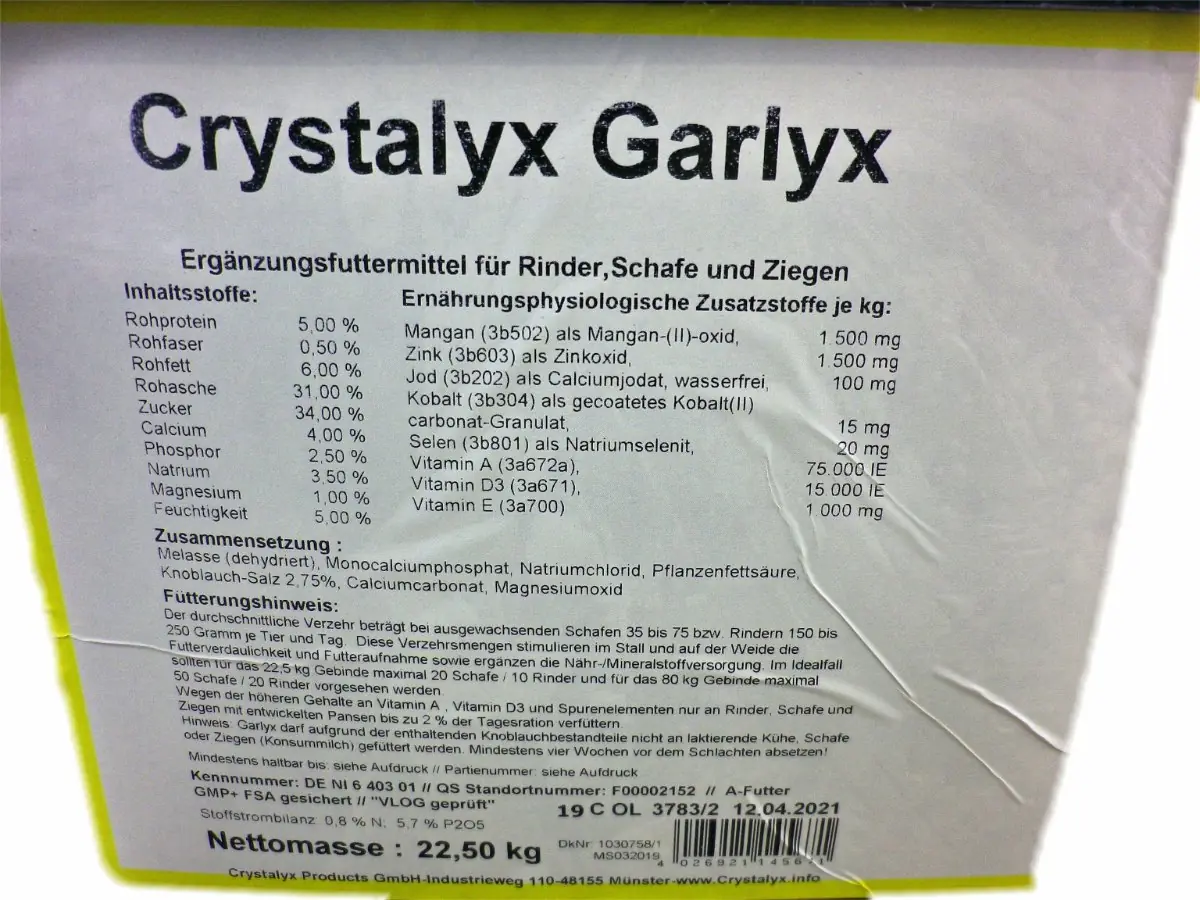 Crystalyx Garlyx
Ergänzungsfuttermittel für Rinder,Schafe und Ziegen
Inhaltsstoffe:
Rohprotein 5,00 %
Rohfaser 0,50 %
Rohfett 6,00 %
Rohasche 31,00 %
Zucker 34,00 %
Calcium 4,00 %
Phosphor 2,50 %
Natrium 3,50 %
Magnesium 1,00 %
Feuchtigkeit 5,00 %
Ernährungsphysiologische Zusatzstoffe je kg:
Mangan (3b502) als Mangan-(II)-oxid, 1.500 mg
Zink (3b603) als Zinkoxid, 1.500 mg
Jod (3b202) als Calciumjodat, wasserfrei, 100 mg
Kobalt (3b304) als gecoatetes Kobalt(II)
carbonat-Granulat, 15 mg
Selen (3b801) als Natriumselenit, 20 mg
Vitamin A (3a672a), 75.000 IE
Vitamin D3 (3a671), 15.000 IE
Vitamin E (3a700) 1.000 mg
Zusammensetzung :
Melasse (dehydriert), Monocalciumphosphat, Natriumchlorid, Pflanzenfettsäure,
Knoblauch-Salz 2,75%, Calciumcarbonat, Magnesiumoxid
Fütterungshinweis:
Der durchschnittliche Verzehr beträgt bei ausgewachsenden Schafen 35 bis 75 bzw. Rindern 150 bis
250 Gramm je Tier und Tag. Diese Verzehrsmengen stimulieren im Stall und auf der Weide die
Futterverdaulichkeit und Futteraufnahme sowie ergänzen die Nähr-/Mineralstoffversorgung. Im Idealfall
sollten für das 22,5 kg Gebinde maximal 20 Schafe / 10 Rinder und für das 80 kg Gebinde maximal
50 Schafe / 20 Rinder vorgesehen werden.
Wegen der höheren Gehalte an Vitamin A , Vitamin D3 und Spurenelementen nur an Rinder, Schafe und
Ziegen mit entwickelten Pansen bis zu 2 % der Tagesration verfüttern.
Hinweis: Garlyx darf aufgrund der enthaltenden Knoblauchbestandteile nicht an laktierende Kühe, Schafe
oder Ziegen (Konsummilch) gefüttert werden. Mindestens vier Wochen vor dem Schlachten absetzen!
Mindestens haltbar bis: siehe Aufdruck // Partienummer: siehe Aufdruck
Kennnummer: DE NI 6 403 01 // QS Standortnummer: F00002152 // A-Futter
GMP+ FSA gesichert // "VLOG geprüft"
19 C OL 3783/2 12.04.2021
Stoffstrombilanz: 0,8 % N; 5,7 % P2O5
Nettomasse : 22,50 kg
DkNr: 1030758/1
MS032019
4 026921 14561
Crystalyx Products GmbH-Industrieweg 110-48155 Münster-www.Crystalyx.info